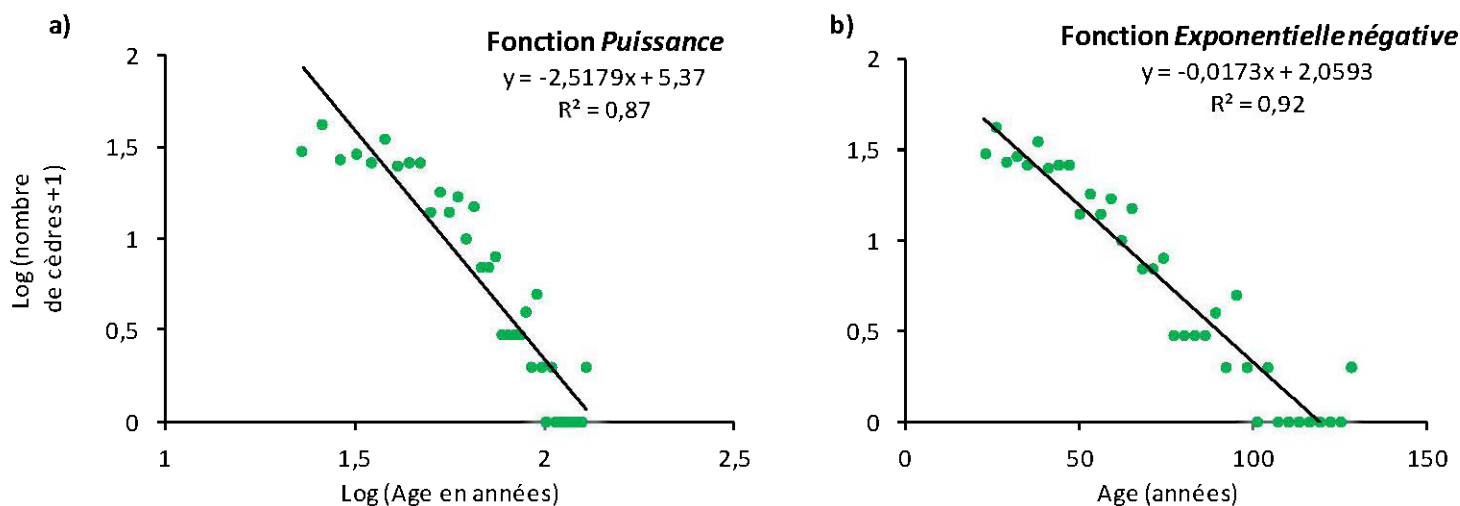 a)
Fonction Puissance
y = -2,5179x + 5,37
R² = 0,87
2
1,5
1
0,5
0
Log (nombre
de cèdres+1)
1
1,5
2
2,5
Log (Age en années)
b)
Fonction Exponentielle négative
y = -0,0173x + 2,0593
R² = 0,92
2
1,5
1
0,5
0
0
50
100
150
Age (années)